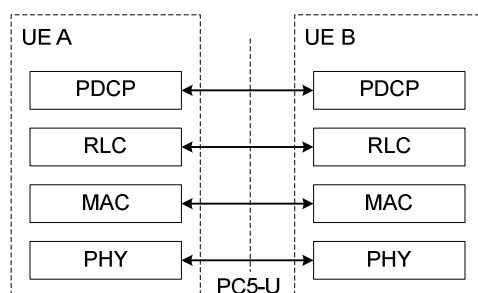 UE A UE B
PDCP PDCP
RLC RLC
MAC MAC
PHY PHY
PC5-U